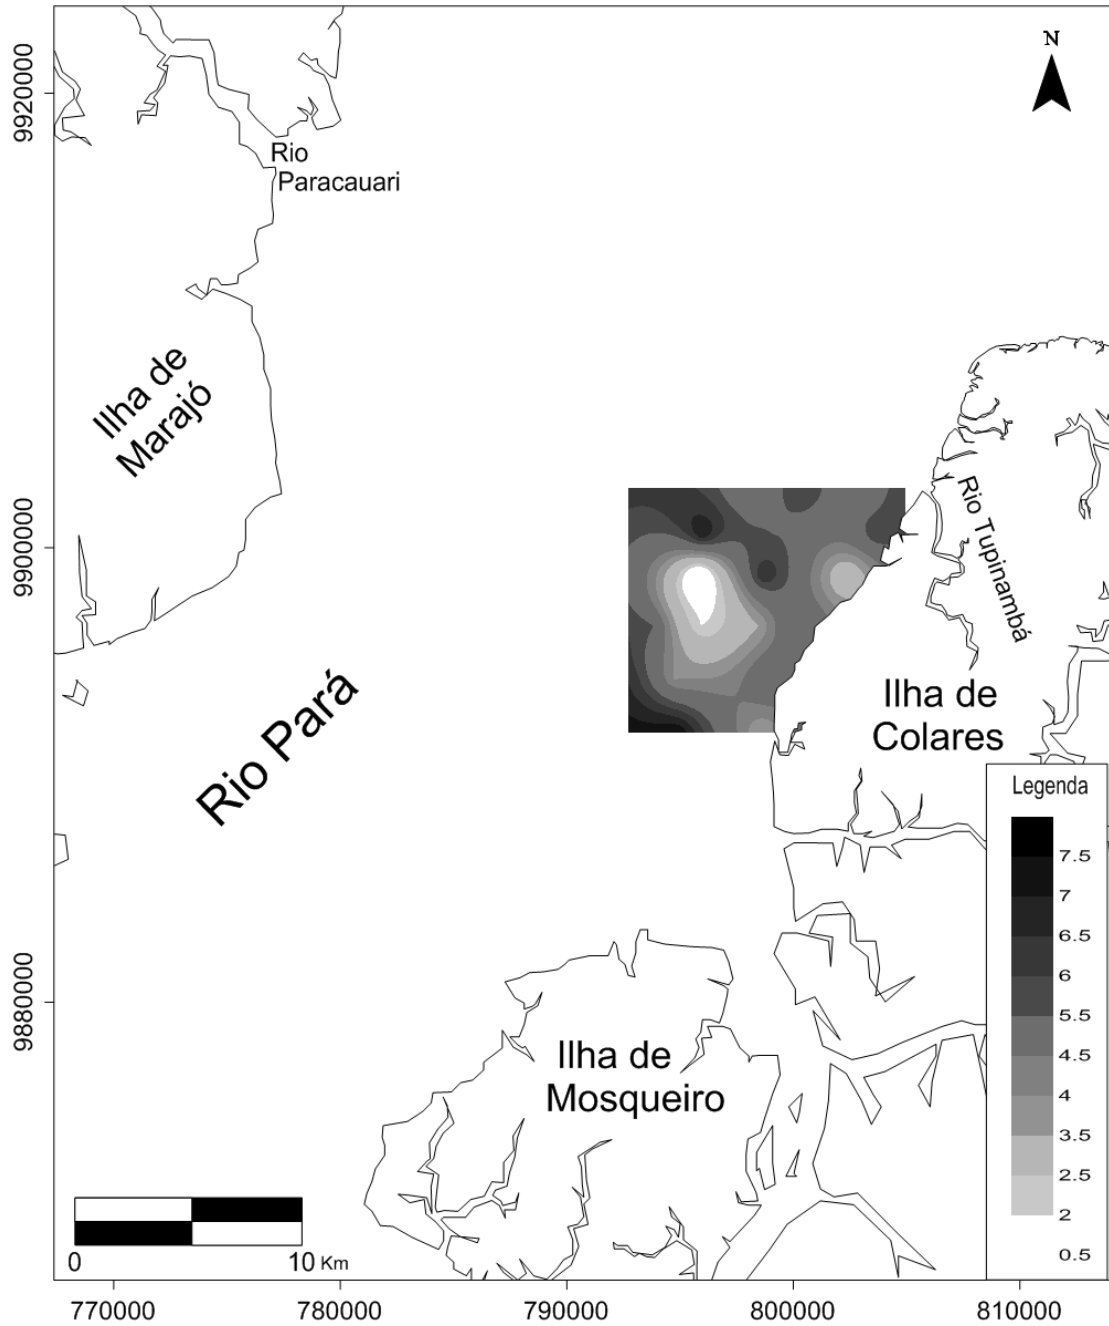 N
9920000
Rio
Paracauari
Ilha de
Marajó
9900000
Rio Tupinambá
Rio Pará
Ilha de
Colares
Legenda
7.5
7
6.5
6
5.5
4.5
4
3.5
2.5
2
0.5
9880000
Ilha de
Mosqueiro
0 10 Km
770000 780000 790000 800000 810000